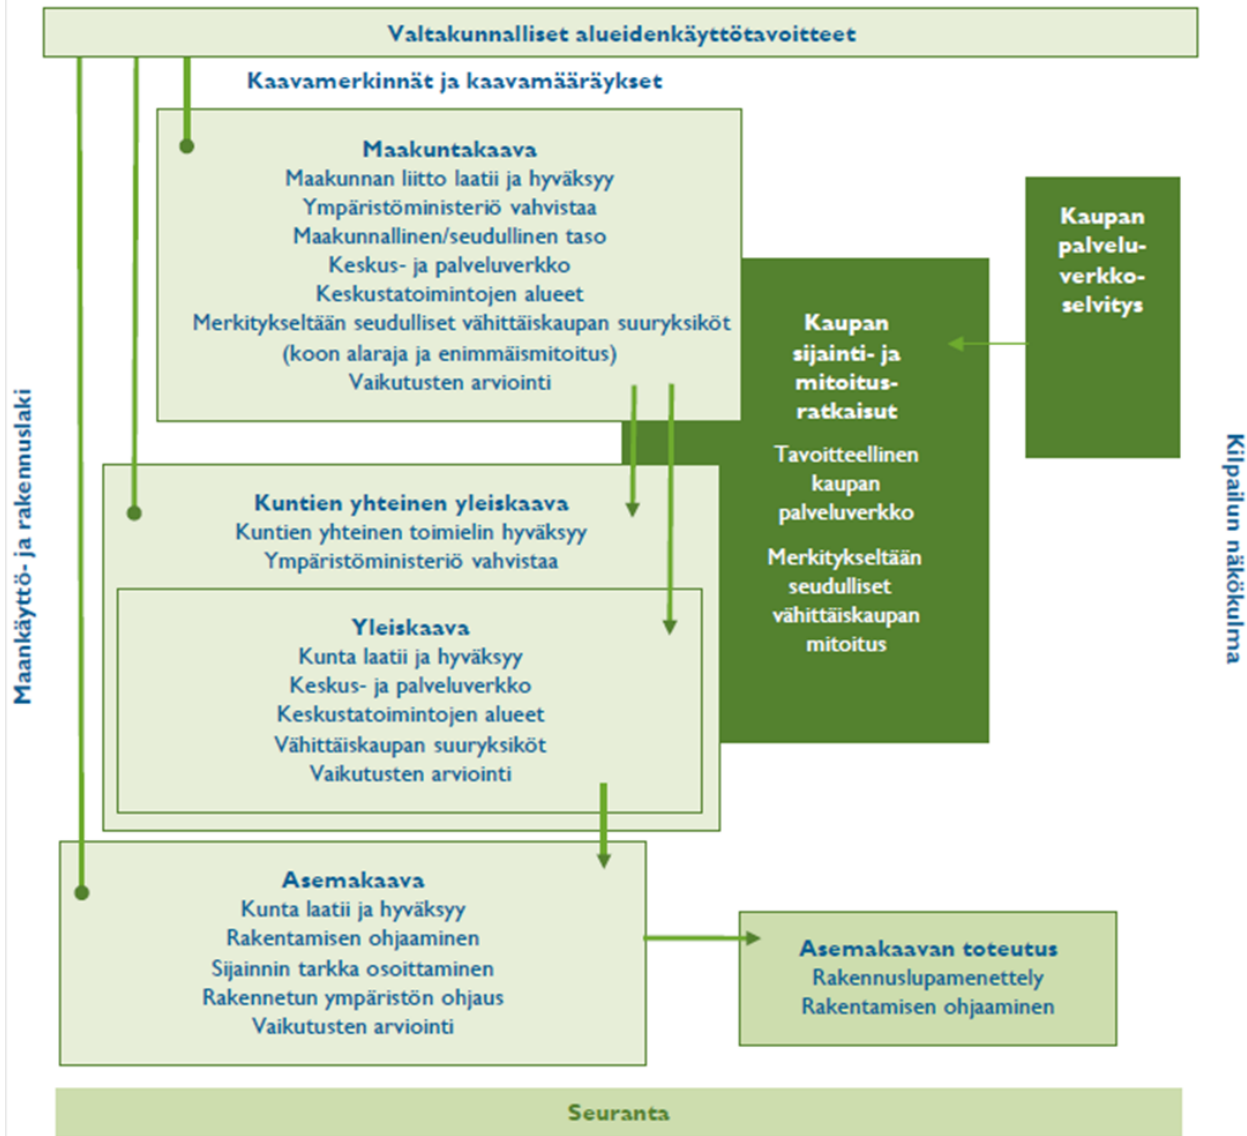 Valtakunnalliset alueidenkäyttötavoitteet
Kaavamerkinnät ja kaavamääräykset
Maakuntakaava
Maakunnan liitto laatii ja hyväksyy
Ympäristöministeriö vahvistaa
Maakunnallinen/seudullinen taso
Keskus- ja palveluverkko
Keskustatoimintojen alueet
Merkitykseltään seudulliset vähittäiskaupan suuryksiköt
(koon alaraja ja enimmäismitoitus)
Vaikutusten arviointi
Kaupan
palvelu-
verkko-
selvitys
Kaupan
sijainti- ja
mitoitus-
ratkaisut
Tavoitteellinen
kaupan
palveluverkko
Merkitykseltään
seudulliset
vähittäiskaupan
mitoitus
Maankäyttö- ja rakennuslaki
Kilpailun näkökulma
Kuntien yhteinen yleiskaava
Kuntien yhteinen toimielin hyväksyy
Ympäristöministeriö vahvistaa
Yleiskaava
Kunta laatii ja hyväksyy
Keskus- ja palveluverkko
Keskustatoimintojen alueet
Vähittäiskaupan suuryksiköt
Vaikutusten arviointi
Asemakaava
Kunta laatii ja hyväksyy
Rakentamisen ohjaaminen
Sijainnin tarkka osoittaminen
Rakennetun ympäristön ohjaus
Vaikutusten arviointi
Asemakaavan toteutus
Rakennuslupamenettely
Rakentamisen ohjaaminen
Seuranta